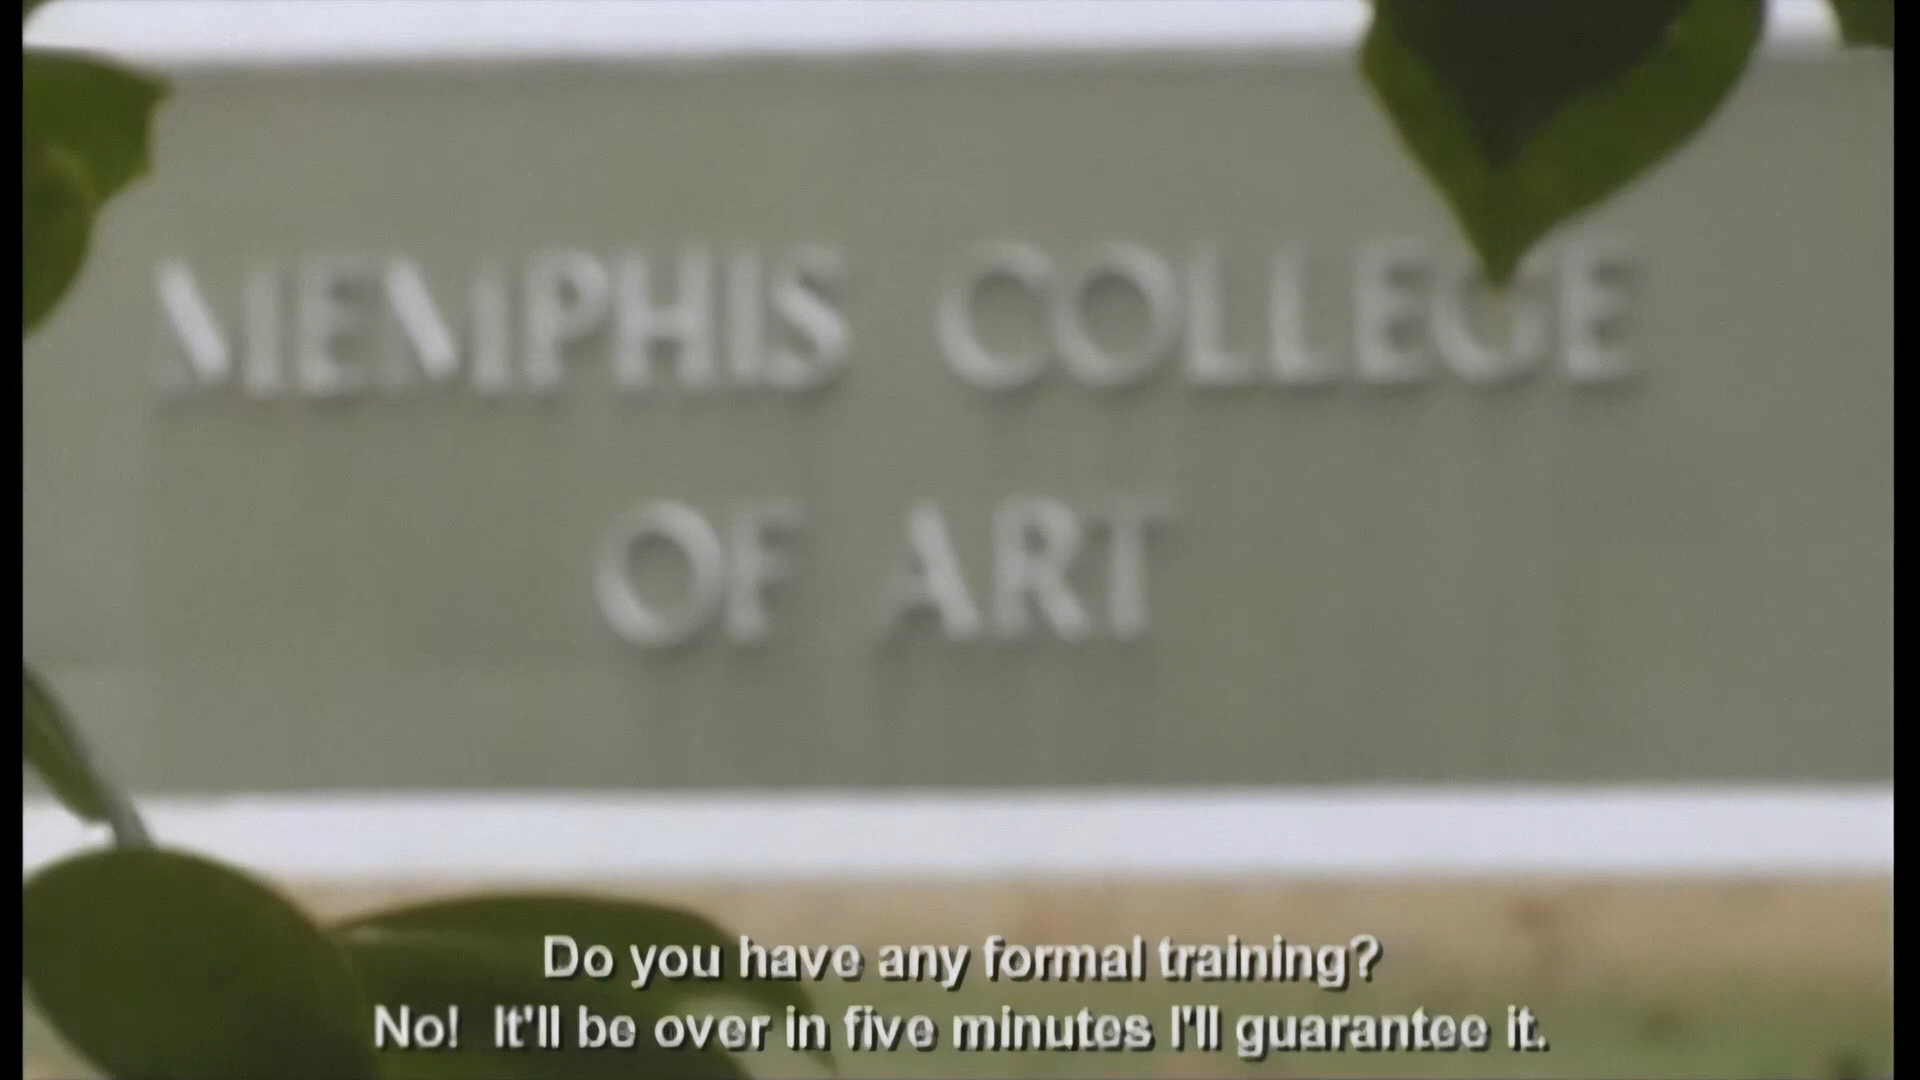 MEMPHIS COLLEGE
OF ART
Do you have any formal training?
No! It'll be over in five minutes I'll guarantee it.